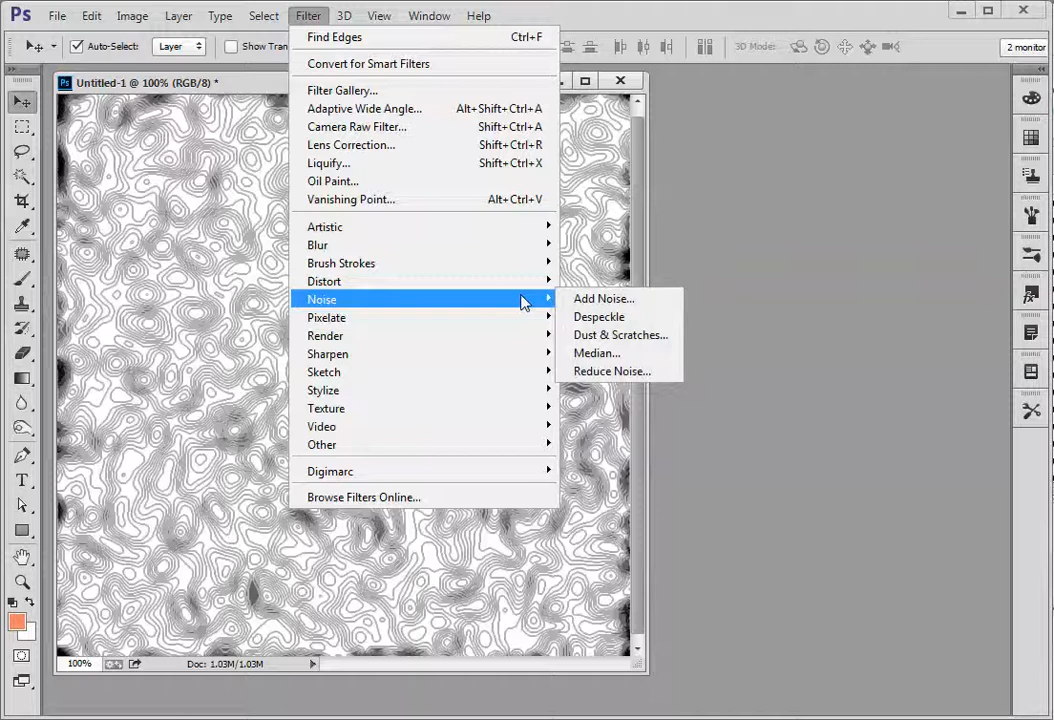 Ps File Edit Image Layer Type Select Filter 3D View Window Help
Auto-Select: Layer Show Tran 3D Mode: 2 monitor
Ps Untitled-1 @ 100% (RGB/8) *
Find Edges Ctrl+F
Convert for Smart Filters
Filter Gallery...
Adaptive Wide Angle... Alt+Shift+Ctrl+A
Camera Raw Filter... Shift+Ctrl+A
Lens Correction... Shift+Ctrl+R
Liquify... Shift+Ctrl+X
Oil Paint...
Vanishing Point... Alt+Ctrl+V
Artistic
Blur
Brush Strokes
Distort
Noise
Pixelate
Render
Sharpen
Sketch
Stylize
Texture
Video
Other
Digimarc
Browse Filters Online...
Add Noise...
Despeckle
Dust & Scratches...
Median...
Reduce Noise...
100% Doc: 1.03M/1.03M